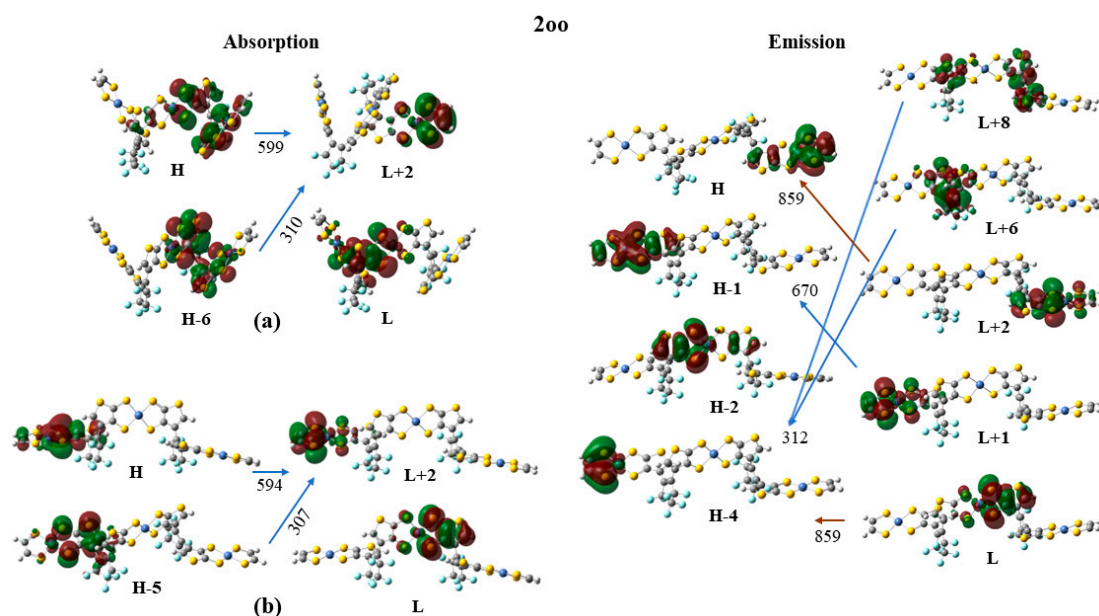 2oo
Absorption
H
599
L+2
310
H-6
L
(a)
H
594
L+2
307
H-5
L
(b)
Emission
L+8
H
859
L+6
H-1
670
L+2
H-2
L+1
312
H-4
859
L